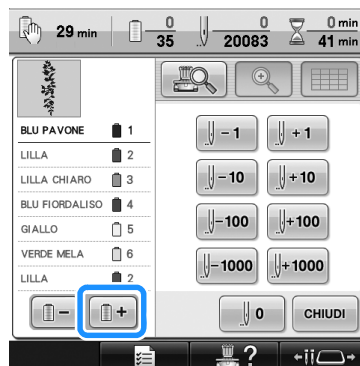 29 min 0 0 0 min
35 20083 41 min
BLU PAVONE 1
LILLA 2
LILLA CHIARO 3
BLU FIORDALISO 4
GIALLO 5
VERDE MELA 6
LILLA 2
- 1 + 1
- 10 + 10
-100 +100
-1000 +1000
- + 0 CHIUDI
?